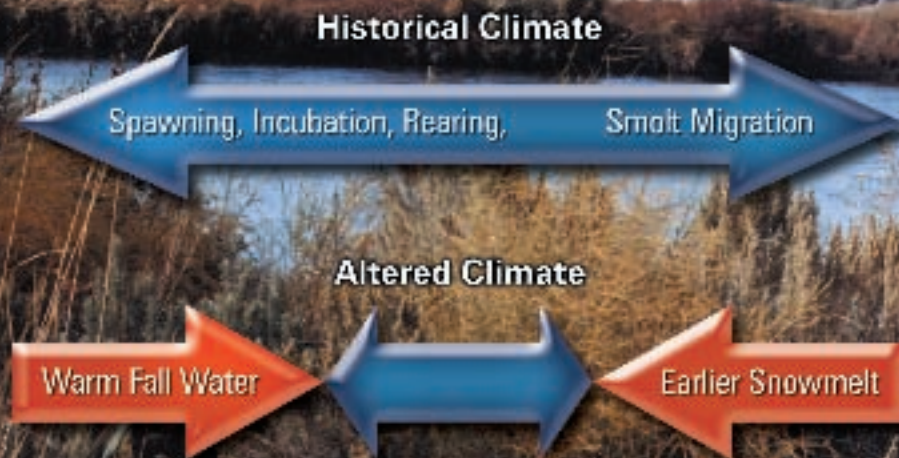 Historical Climate
Spawning, Incubation, Rearing, Smolt Migration
Altered Climate
Warm Fall Water
Earlier Snowmelt